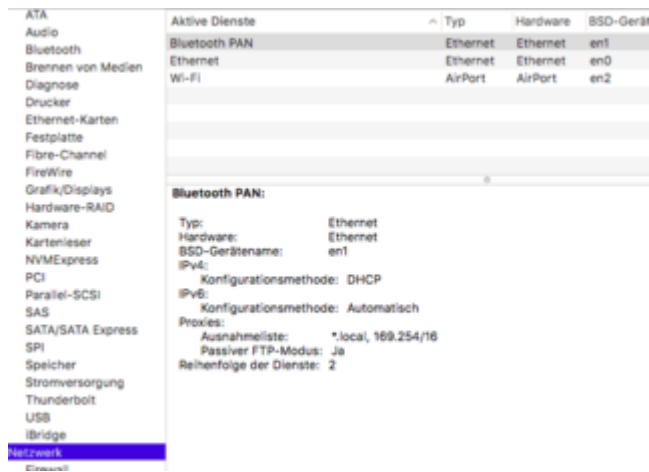 ATA
Audio
Bluetooth
Brennen von Medien
Diagnose
Drucker
Ethernet-Karten
Festplatte
Fibre-Channel
FireWire
Grafik/Displays
Hardware-RAID
Kamera
Kartenleser
NVMExpress
PCI
Parallel-SCSI
SAS
SATA/SATA Express
SPI
Speicher
Stromversorgung
Thunderbolt
USB
iBridge
Netzwerk
Firewall
Aktive Dienste Typ Hardware BSD-Gerät
Bluetooth PAN Ethernet Ethernet en1
Ethernet Ethernet Ethernet en0
Wi-Fi AirPort AirPort en2
Bluetooth PAN:
Typ: Ethernet
Hardware: Ethernet
BSD-Gerätename: en1
IPv4:
Konfigurationsmethode: DHCP
IPv6:
Konfigurationsmethode: Automatisch
Proxies:
Ausnahmeliste: *.local, 169.254/16
Passiver FTP-Modus: Ja
Reihenfolge der Dienste: 2